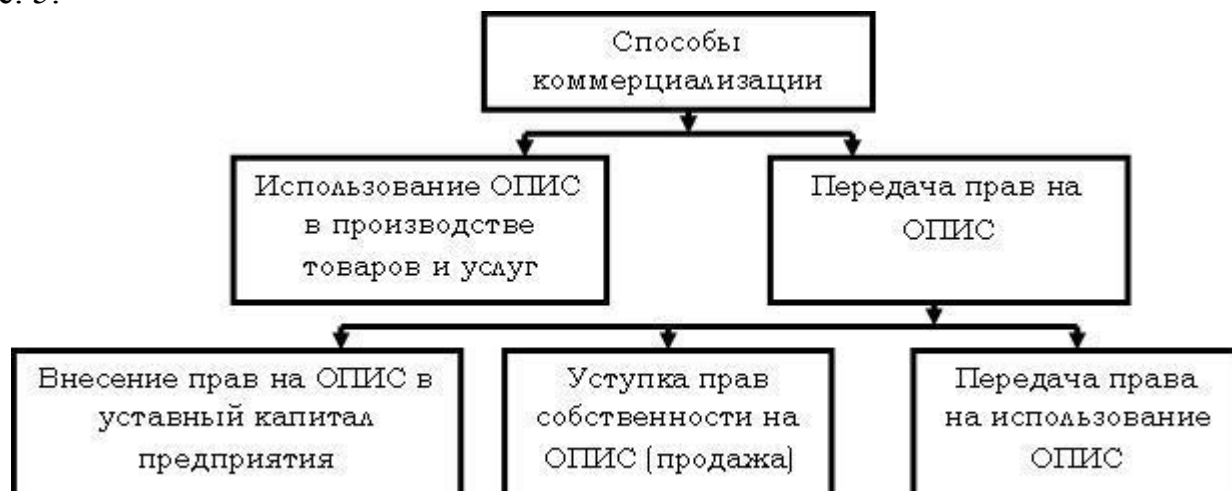 Способы
коммерциализации
Использование ОПИС
в производстве
товаров и услуг
Передача прав на
ОПИС
Внесение прав на ОПИС в
уставный капитал
предприятия
Уступка прав
собственности на
ОПИС (продажа)
Передача права
на использование
ОПИС